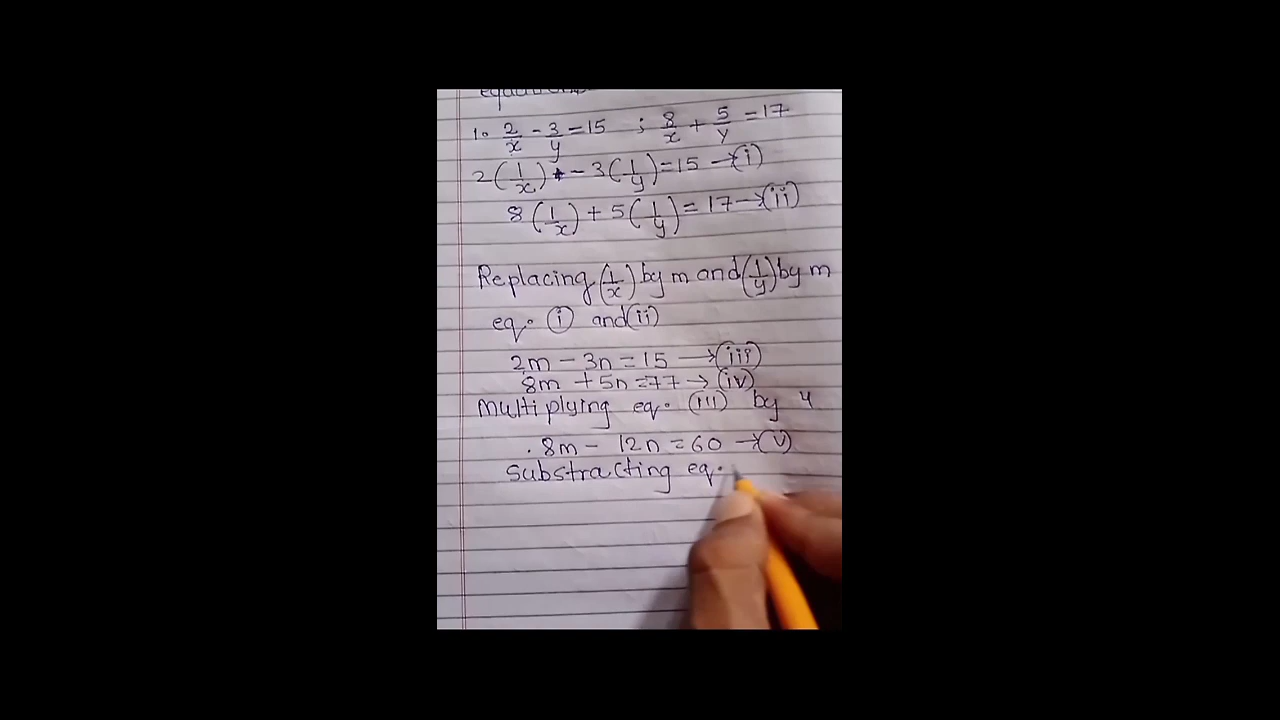 equations
1. 2/x - 3/y = 15 ; 8/x + 5/y = 17
2(1/x) - 3(1/y) = 15 → (i)
8(1/x) + 5(1/y) = 17 → (ii)
Replacing (1/x) by m and (1/y) by m
eq. (i) and (ii)
2m - 3n = 15 → (iii)
8m + 5n = 77 → (iv)
Multiplying eq. (iii) by 4
8m - 12n = 60 → (v)
Substracting eq.